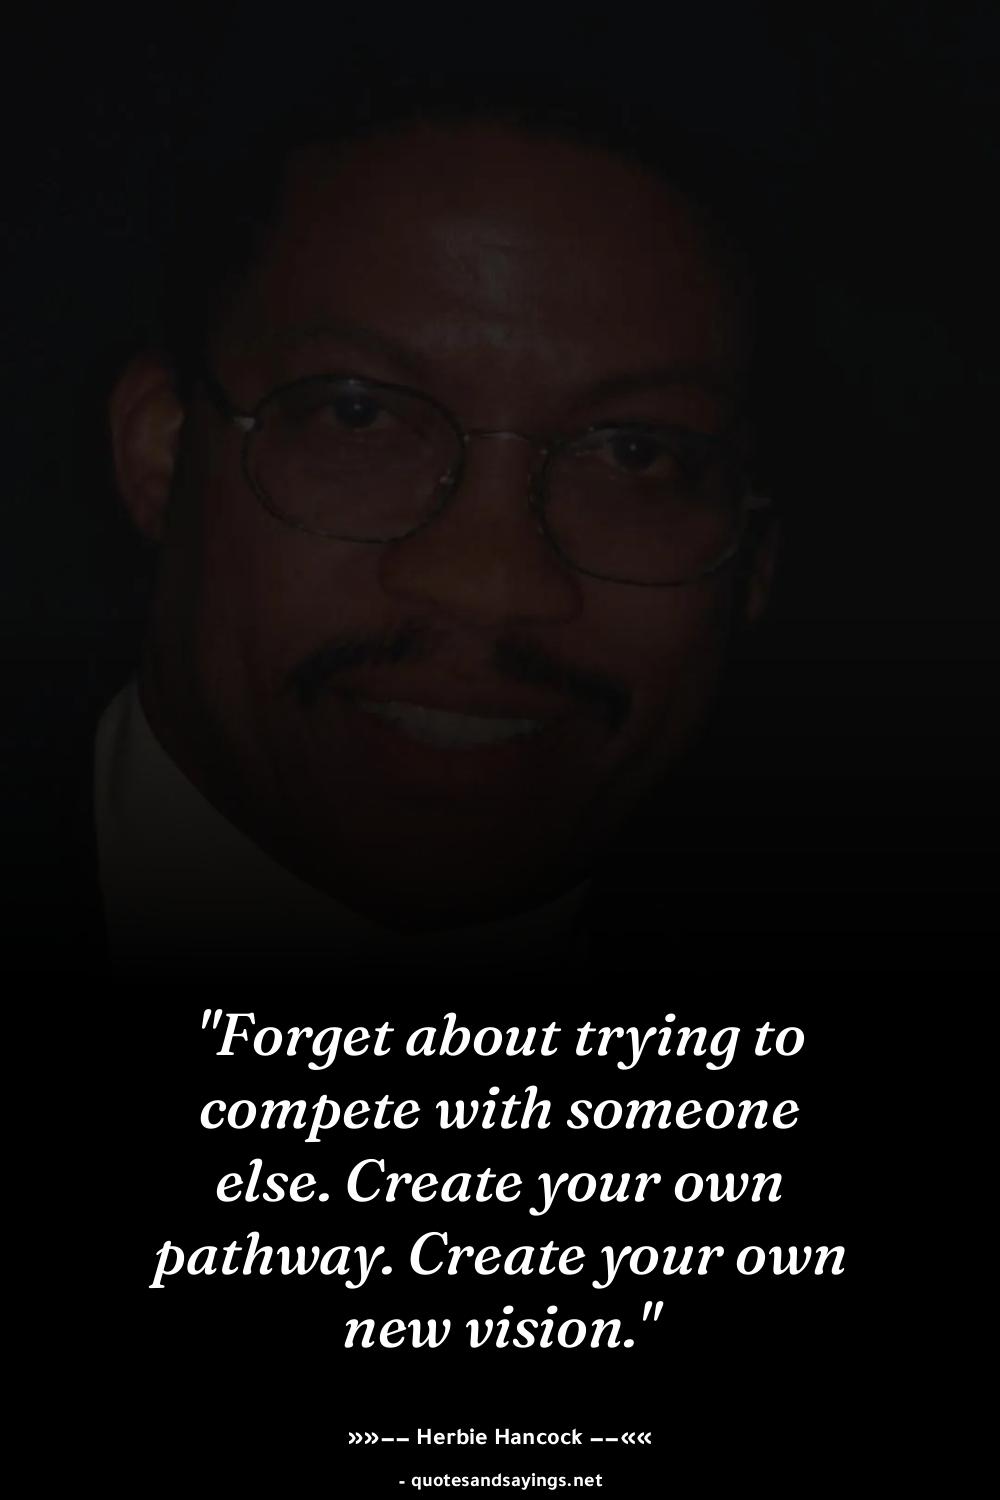 "Forget about trying to
compete with someone
else. Create your own
pathway. Create your own
new vision."
»»−− Herbie Hancock −−««
- quotesandsayings.net